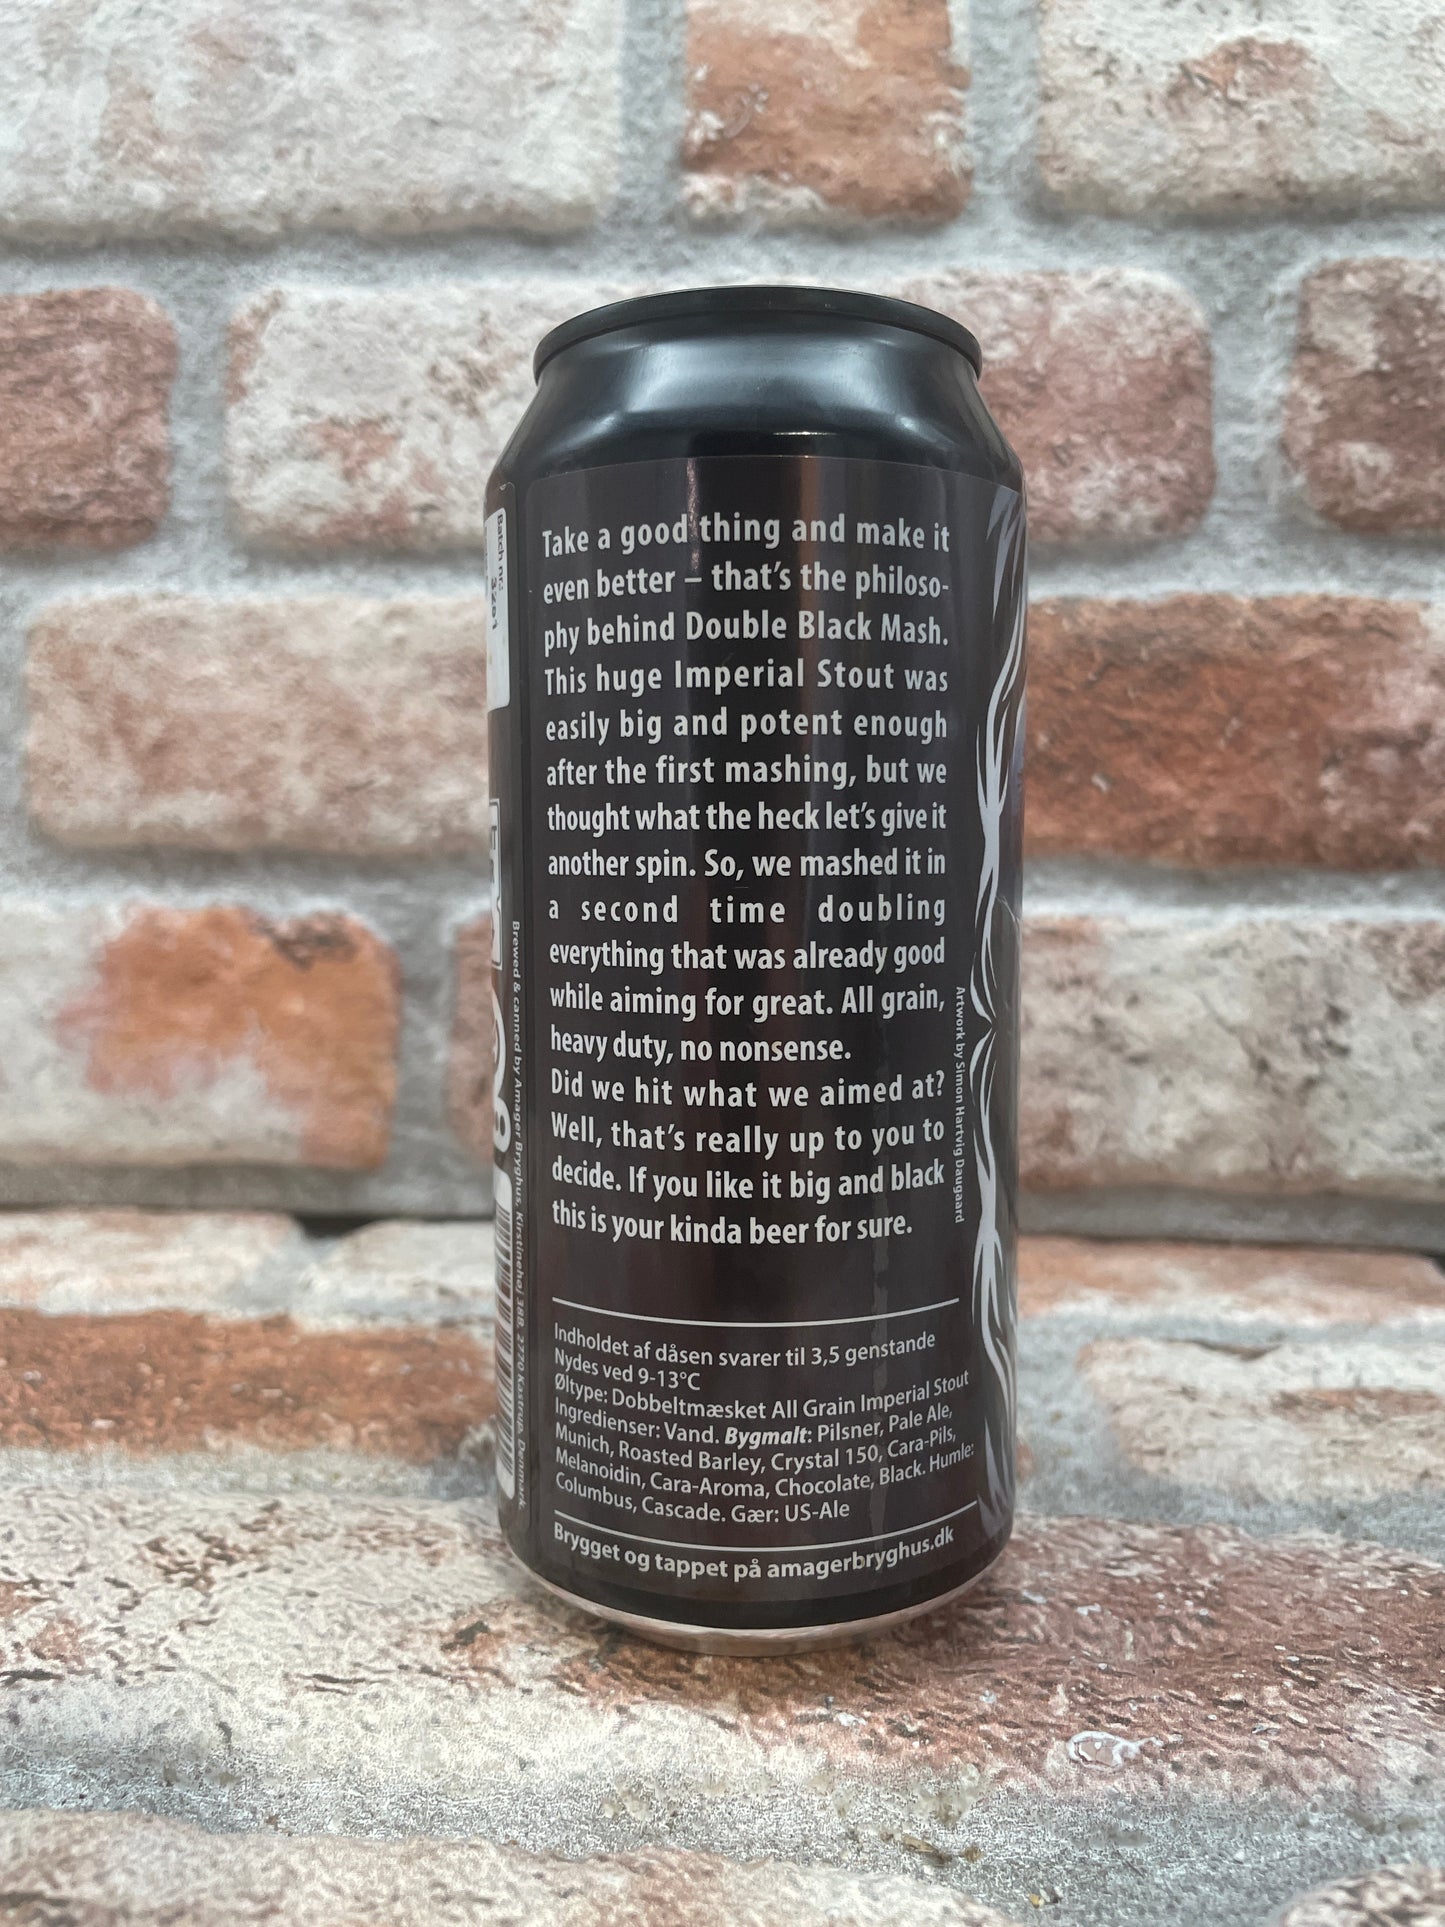 Take a good thing and make it
even better – that's the philoso-
phy behind Double Black Mash.
This huge Imperial Stout was
easily big and potent enough
after the first mashing, but we
thought what the heck let's give it
another spin. So, we mashed it in
a second time doubling
everything that was already good
while aiming for great. All grain,
heavy duty, no nonsense.
Did we hit what we aimed at?
Well, that's really up to you to
decide. If you like it big and black
this is your kinda beer for sure.
Indholdet af dåsen svarer til 3,5 genstande
Nydes ved 9-13°C
Øltype: Dobbeltmæsket All Grain Imperial Stout
Ingredienser: Vand. Bygmalt: Pilsner, Pale Ale,
Munich, Roasted Barley, Crystal 150, Cara-Pils,
Melanoidin, Cara-Aroma, Chocolate, Black. Humle:
Columbus, Cascade. Gær: US-Ale
Brygget og tappet på amagerbryghus.dk
Artwork by Simon Hartvig Daugaard
Brewed & canned by Amager Bryghus, Kirstinehøj 38B, 2770 Kastrup, Denmark
Batch nr.:
3281